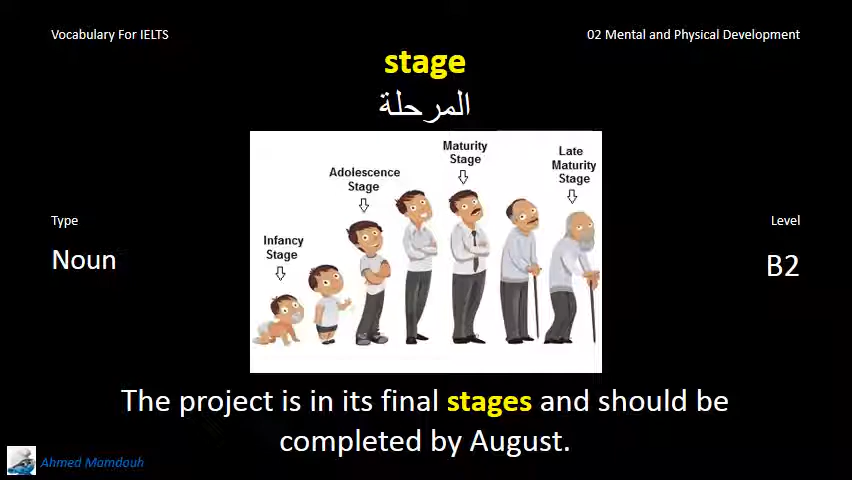 Vocabulary For IELTS
02 Mental and Physical Development
stage
المرحلة
Maturity
Stage
Late
Maturity
Stage
Adolescence
Stage
Infancy
Stage
Type
Noun
Level
B2
The project is in its final stages and should be
completed by August.
Ahmed Mamdouh